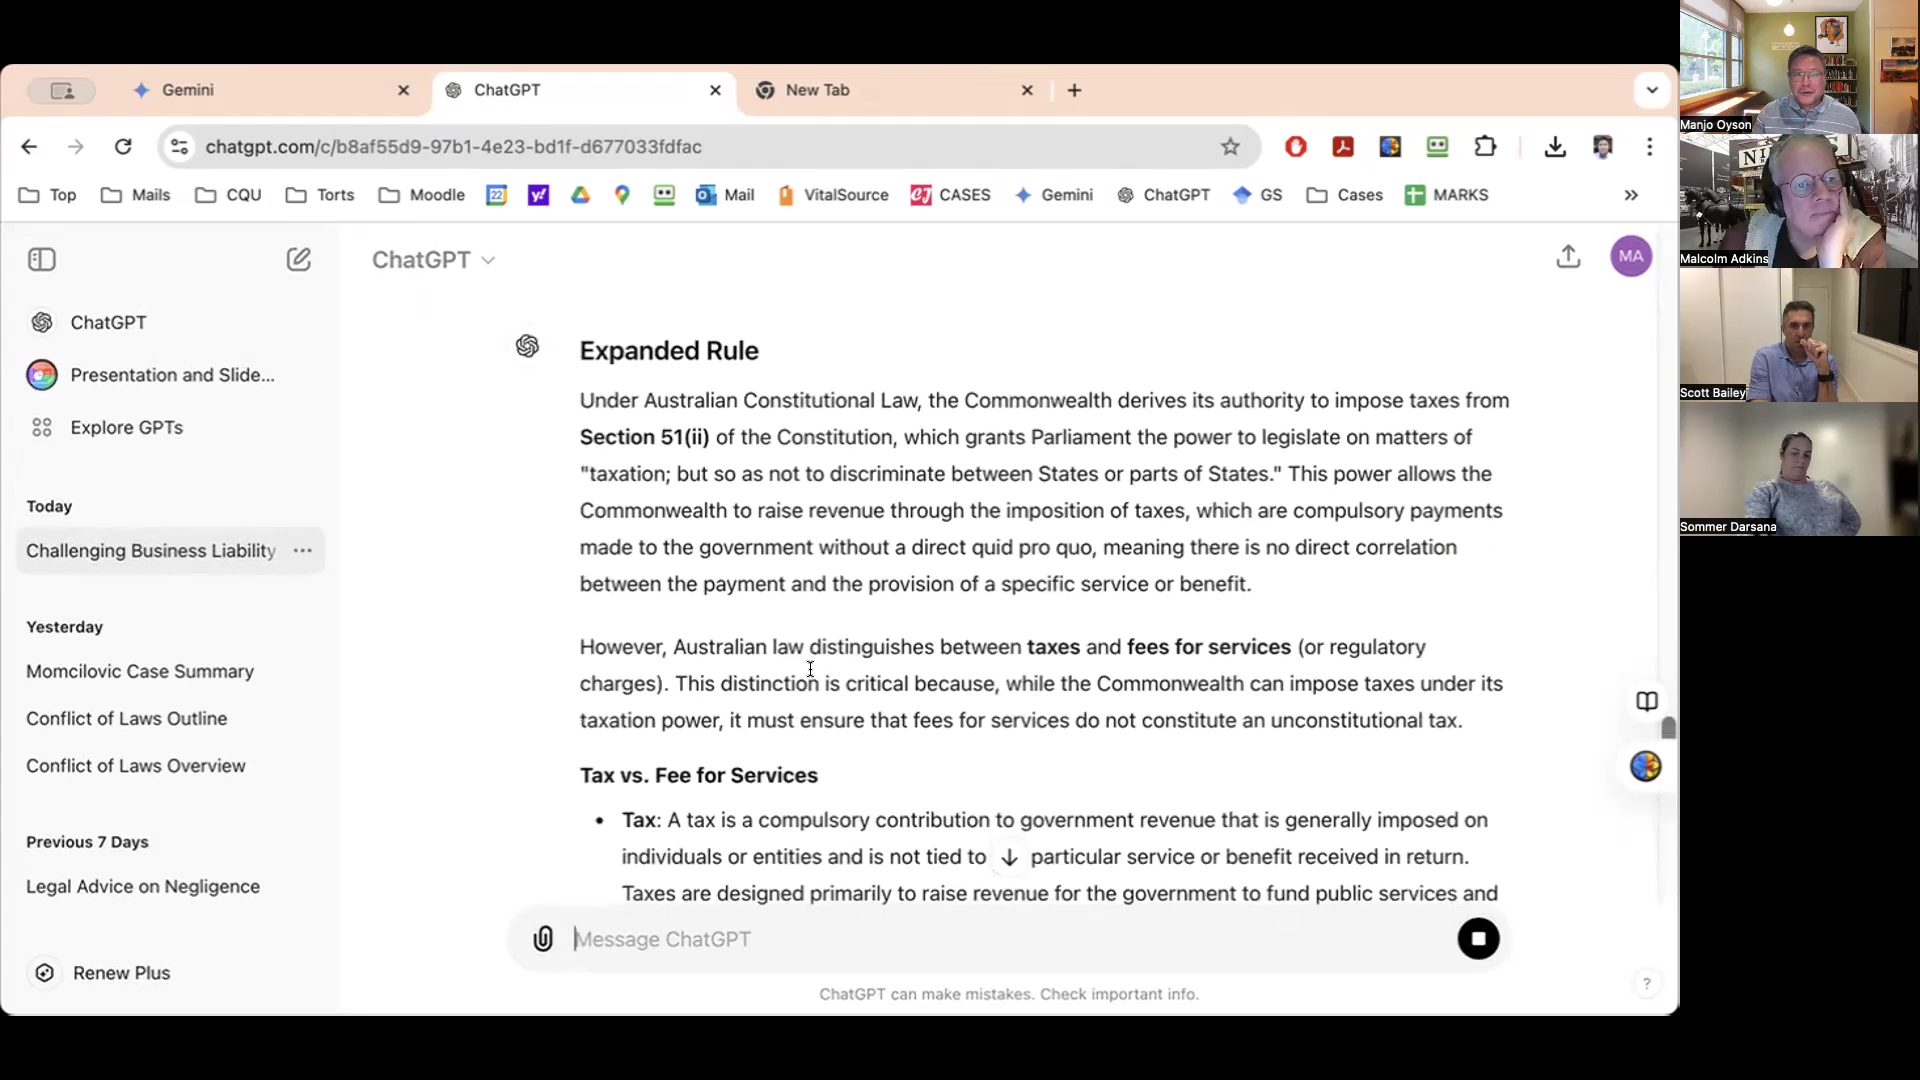 Gemini
ChatGPT
New Tab
chatgpt.com/c/b8af55d9-97b1-4e23-bd1f-d677033fdfac
Top
Mails
CQU
Torts
Moodle
22
y!
Mail
VitalSource
CJ CASES
Gemini
ChatGPT
GS
Cases
MARKS
ChatGPT
MA
ChatGPT
Presentation and Slide...
Explore GPTs
Today
Challenging Business Liability
Yesterday
Momcilovic Case Summary
Conflict of Laws Outline
Conflict of Laws Overview
Previous 7 Days
Legal Advice on Negligence
Renew Plus
Expanded Rule
Under Australian Constitutional Law, the Commonwealth derives its authority to impose taxes from
Section 51(ii) of the Constitution, which grants Parliament the power to legislate on matters of
"taxation; but so as not to discriminate between States or parts of States." This power allows the
Commonwealth to raise revenue through the imposition of taxes, which are compulsory payments
made to the government without a direct quid pro quo, meaning there is no direct correlation
between the payment and the provision of a specific service or benefit.
However, Australian law distinguishes between taxes and fees for services (or regulatory
charges). This distinction is critical because, while the Commonwealth can impose taxes under its
taxation power, it must ensure that fees for services do not constitute an unconstitutional tax.
Tax vs. Fee for Services
• Tax: A tax is a compulsory contribution to government revenue that is generally imposed on
individuals or entities and is not tied to particular service or benefit received in return.
Taxes are designed primarily to raise revenue for the government to fund public services and
Message ChatGPT
ChatGPT can make mistakes. Check important info.
?
Manjo Oyson
Malcolm Adkins
Scott Bailey
Sommer Darsana